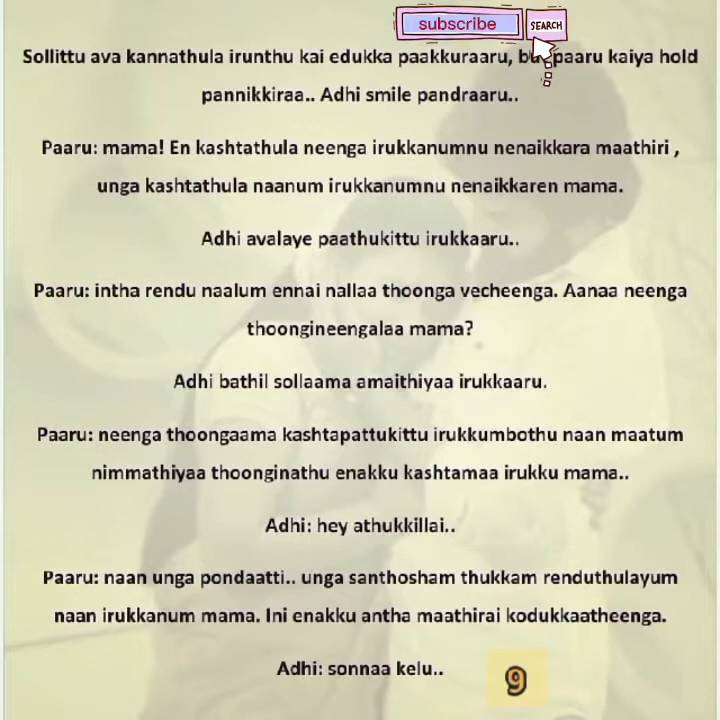 subscribe
SEARCH
Sollittu ava kannathula irunthu kai edukka paakkuraaru, but paaru kaiya hold
pannikkiraa.. Adhi smile pandraaru..
Paaru: mama! En kashtathula neenga irukkanumnu nenaikkara maathiri ,
unga kashtathula naanum irukkanumnu nenaikkaren mama.
Adhi avalaye paathukittu irukkaaru..
Paaru: intha rendu naalum ennai nallaa thoonga vecheenga. Aanaa neenga
thoongineengalaa mama?
Adhi bathil sollaama amaithiyaa irukkaaru.
Paaru: neenga thoongaama kashtapattukittu irukkumbothu naan maatum
nimmathiyaa thoonginathu enakku kashtamaa irukku mama..
Adhi: hey athukkillai..
Paaru: naan unga pondaatti.. unga santhosham thukkam renduthulayum
naan irukkanum mama. Ini enakku antha maathirai kodukkaatheenga.
Adhi: sonnaa kelu..
9